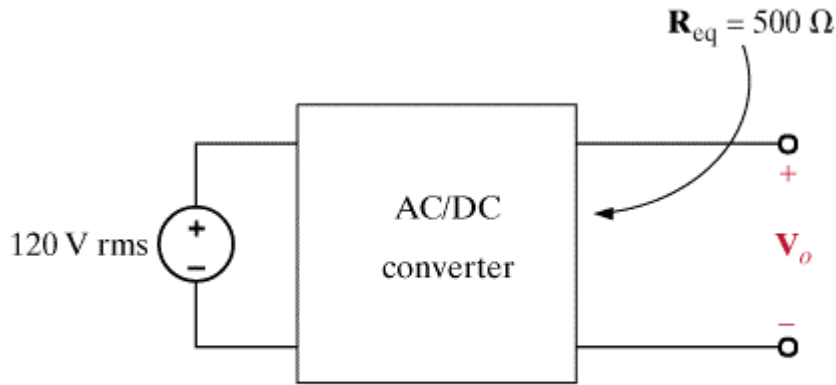 R_eq = 500 Ω
+
AC/DC
120 V rms
+
−
converter
V_o
−